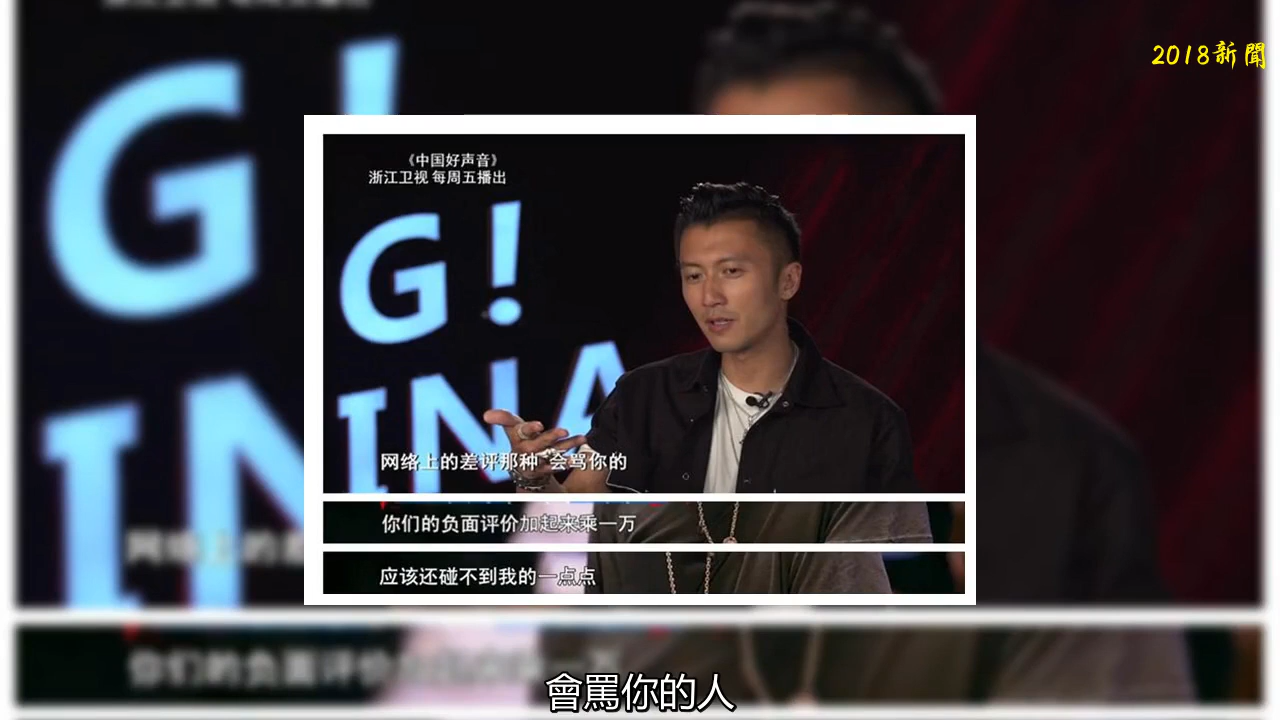 2018新聞
《中国好声音》
浙江卫视 每周五播出
G!
INA
网络上的差评那种 会骂你的
你们的负面评价加起来乘一万
应该还碰不到我的一点点
會罵你的人